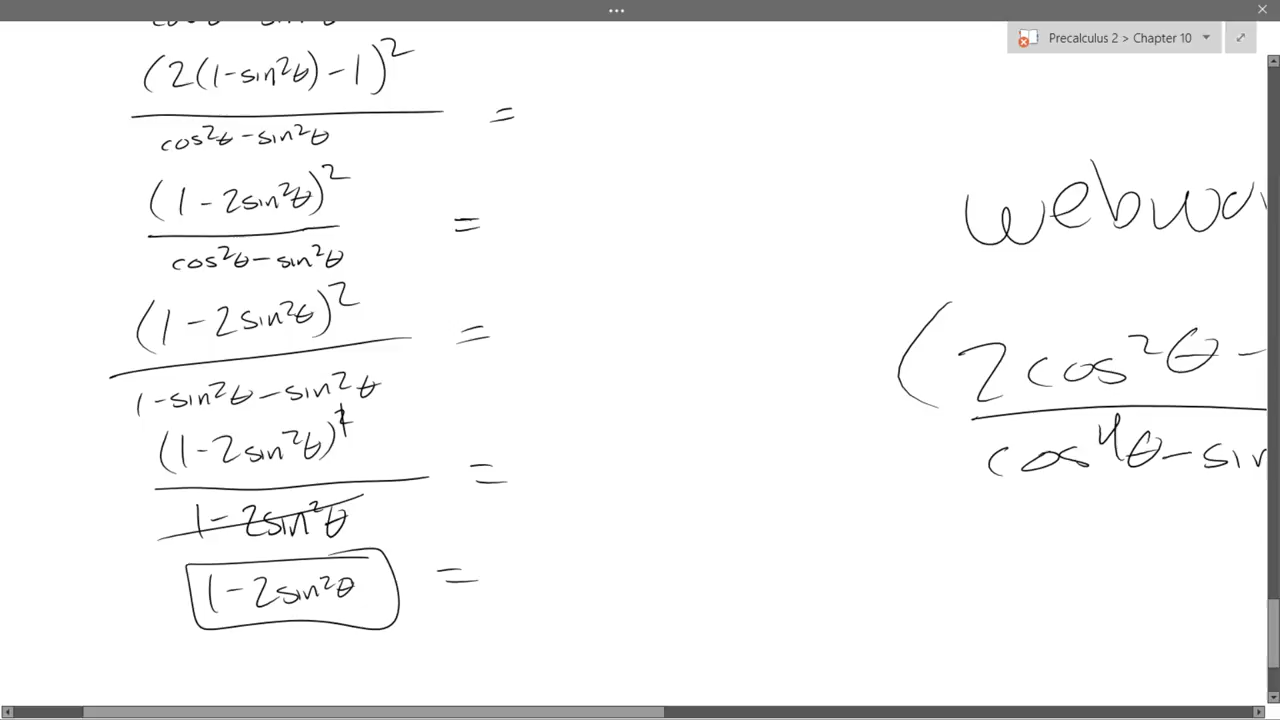 Precalculus 2 > Chapter 10
(2(1-sin²θ)-1)²
cos²θ-sin²θ
=
(1-2sin²θ)²
cos²θ-sin²θ
=
(1-2sin²θ)²
1-sin²θ-sin²θ
=
(1-2sin²θ)
1-2sin²θ
=
1-2sin²θ
=
(2cos²θ-
cos⁴θ-sin